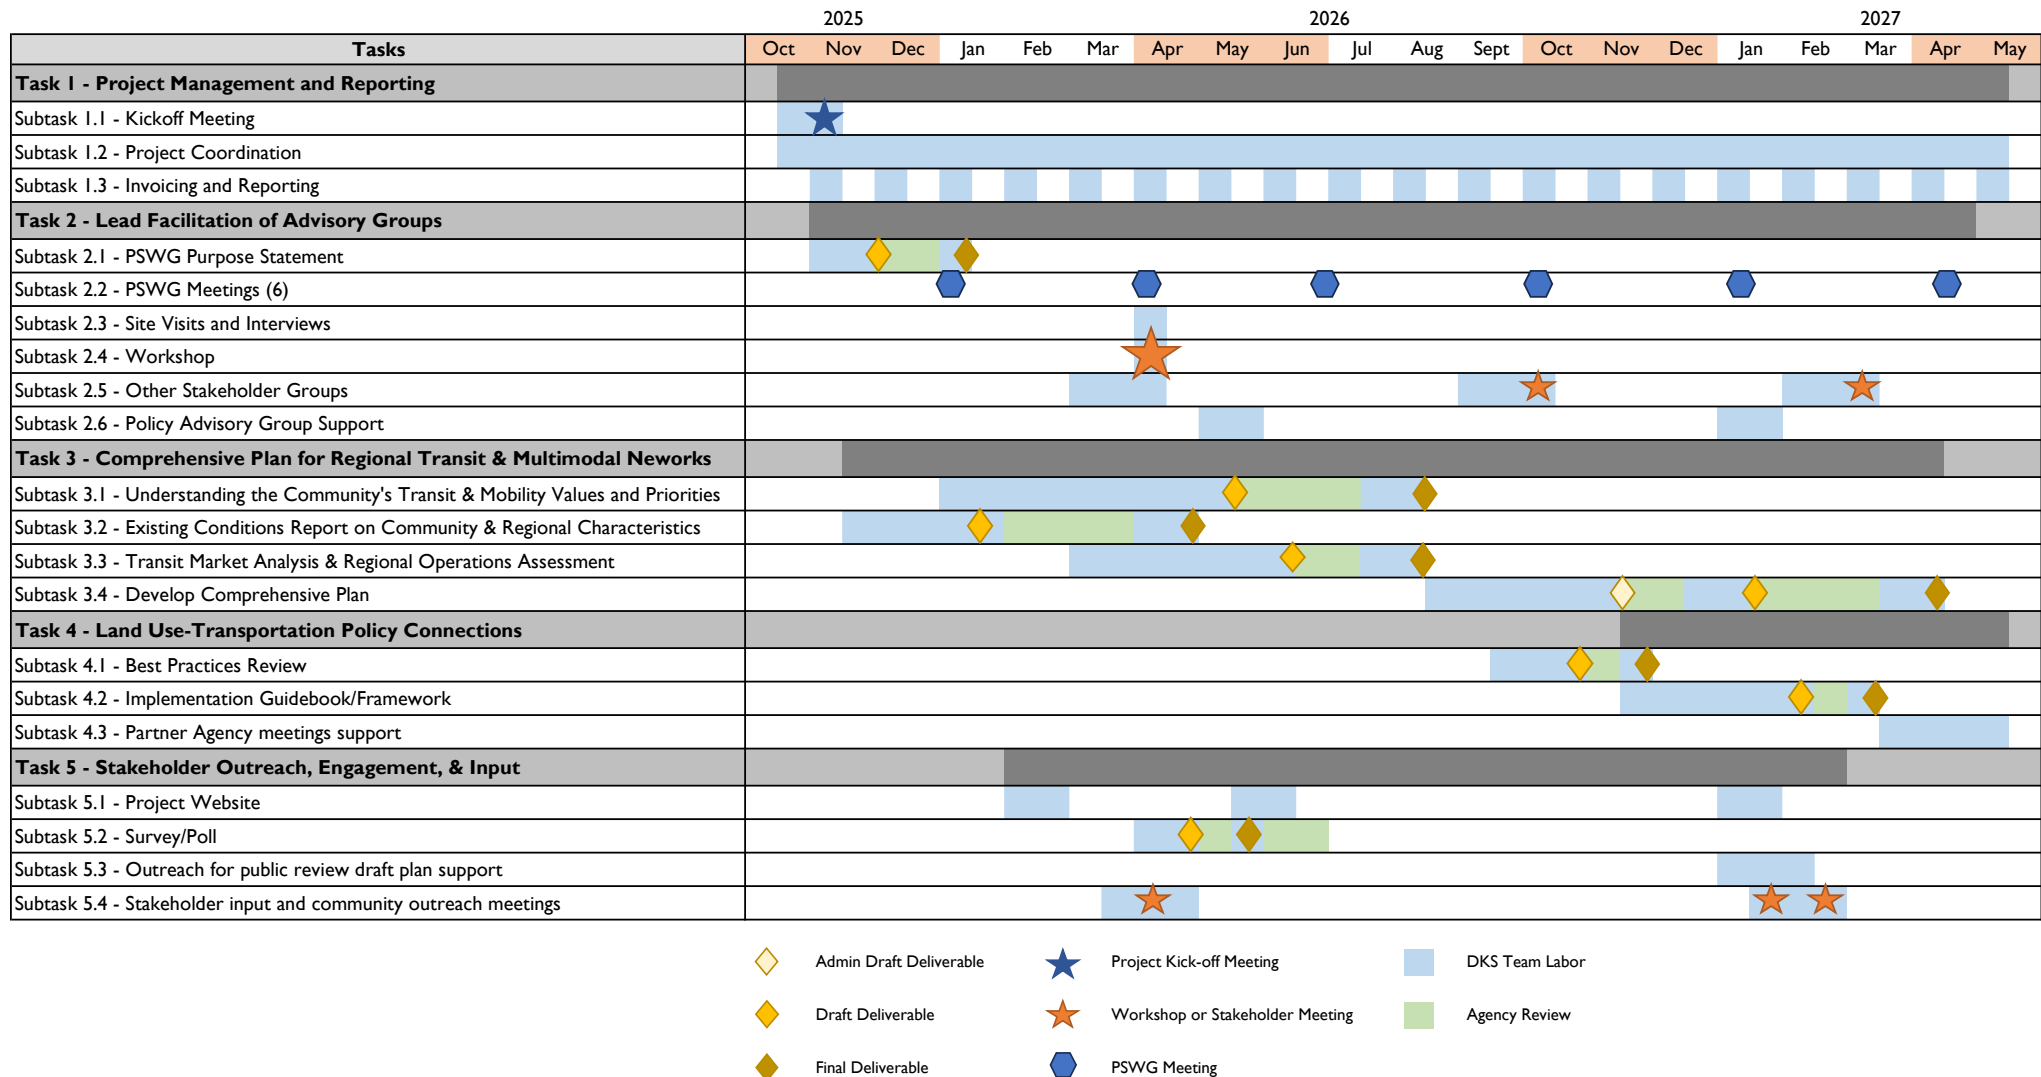 2025 2026 2027
Tasks Oct Nov Dec Jan Feb Mar Apr May Jun Jul Aug Sept Oct Nov Dec Jan Feb Mar Apr May
Task 1 - Project Management and Reporting
Subtask 1.1 - Kickoff Meeting
Subtask 1.2 - Project Coordination
Subtask 1.3 - Invoicing and Reporting
Task 2 - Lead Facilitation of Advisory Groups
Subtask 2.1 - PSWG Purpose Statement
Subtask 2.2 - PSWG Meetings (6)
Subtask 2.3 - Site Visits and Interviews
Subtask 2.4 - Workshop
Subtask 2.5 - Other Stakeholder Groups
Subtask 2.6 - Policy Advisory Group Support
Task 3 - Comprehensive Plan for Regional Transit & Multimodal Neworks
Subtask 3.1 - Understanding the Community's Transit & Mobility Values and Priorities
Subtask 3.2 - Existing Conditions Report on Community & Regional Characteristics
Subtask 3.3 - Transit Market Analysis & Regional Operations Assessment
Subtask 3.4 - Develop Comprehensive Plan
Task 4 - Land Use-Transportation Policy Connections
Subtask 4.1 - Best Practices Review
Subtask 4.2 - Implementation Guidebook/Framework
Subtask 4.3 - Partner Agency meetings support
Task 5 - Stakeholder Outreach, Engagement, & Input
Subtask 5.1 - Project Website
Subtask 5.2 - Survey/Poll
Subtask 5.3 - Outreach for public review draft plan support
Subtask 5.4 - Stakeholder input and community outreach meetings
Admin Draft Deliverable Project Kick-off Meeting DKS Team Labor
Draft Deliverable Workshop or Stakeholder Meeting Agency Review
Final Deliverable PSWG Meeting